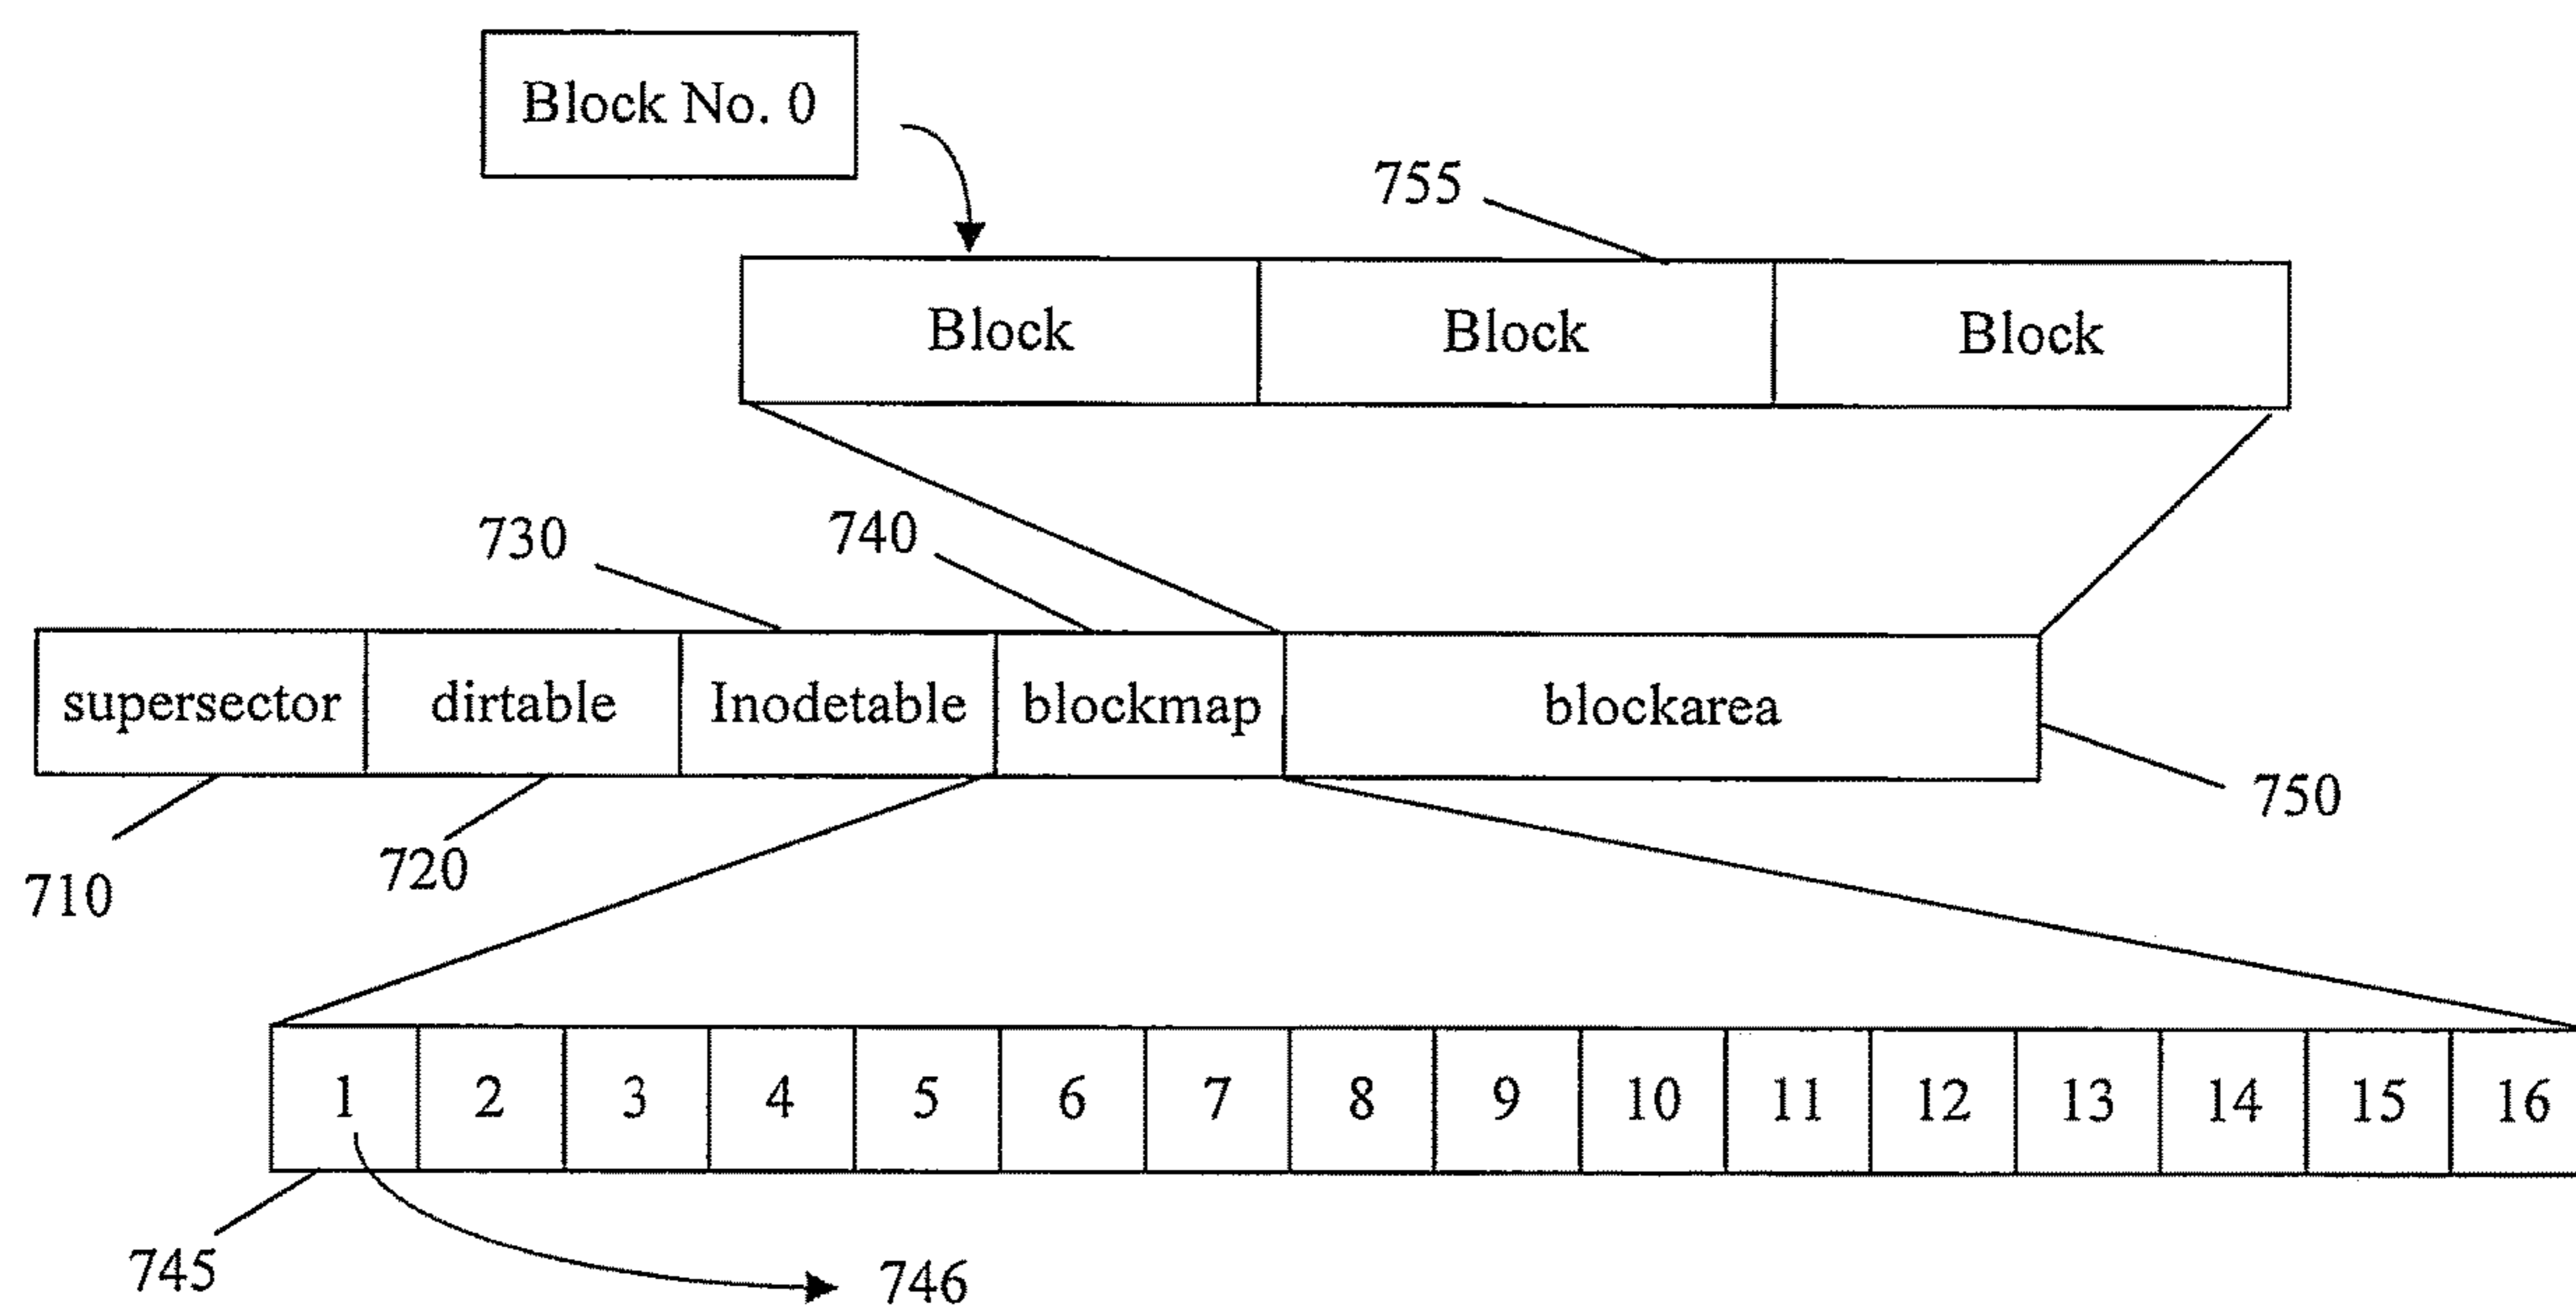 Block No. 0
755
Block Block Block
730 740
supersector dirtable Inodetable blockmap blockarea
750
710 720
1 2 3 4 5 6 7 8 9 10 11 12 13 14 15 16
745 746